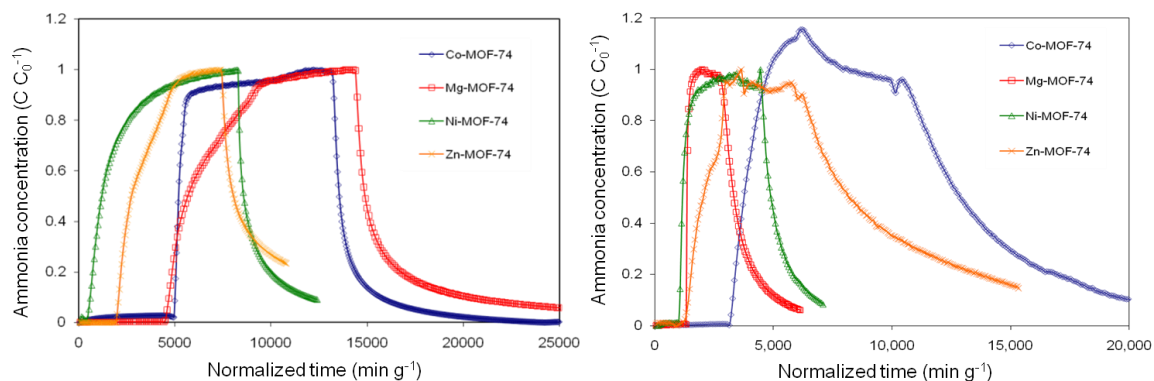 1.2
1
0.8
0.6
0.4
0.2
0
Ammonia concentration (C C₀⁻¹)
Co-MOF-74
Mg-MOF-74
Ni-MOF-74
Zn-MOF-74
0 5000 10000 15000 20000 25000
Normalized time (min g⁻¹)
1.2
1
0.8
0.6
0.4
0.2
0
Ammonia concentration (C C₀⁻¹)
Co-MOF-74
Mg-MOF-74
Ni-MOF-74
Zn-MOF-74
0 5,000 10,000 15,000 20,000
Normalized time (min g⁻¹)